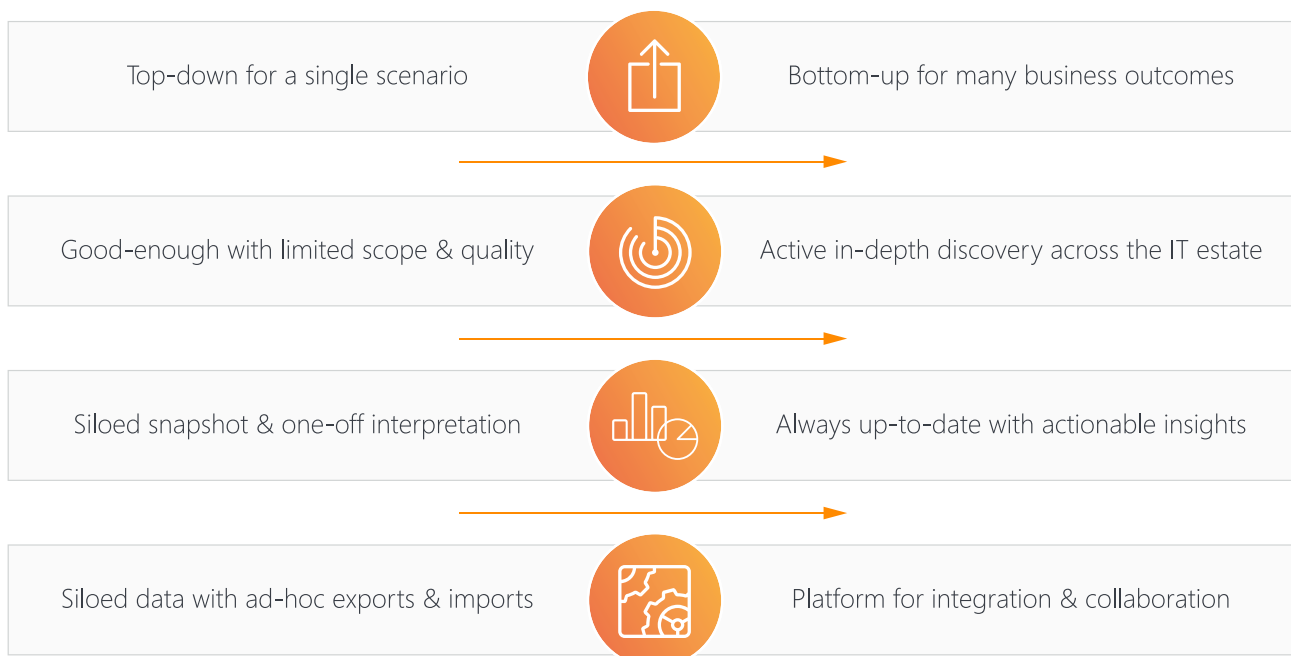 Top-down for a single scenario
Bottom-up for many business outcomes
Good-enough with limited scope & quality
Active in-depth discovery across the IT estate
Siloed snapshot & one-off interpretation
Always up-to-date with actionable insights
Siloed data with ad-hoc exports & imports
Platform for integration & collaboration